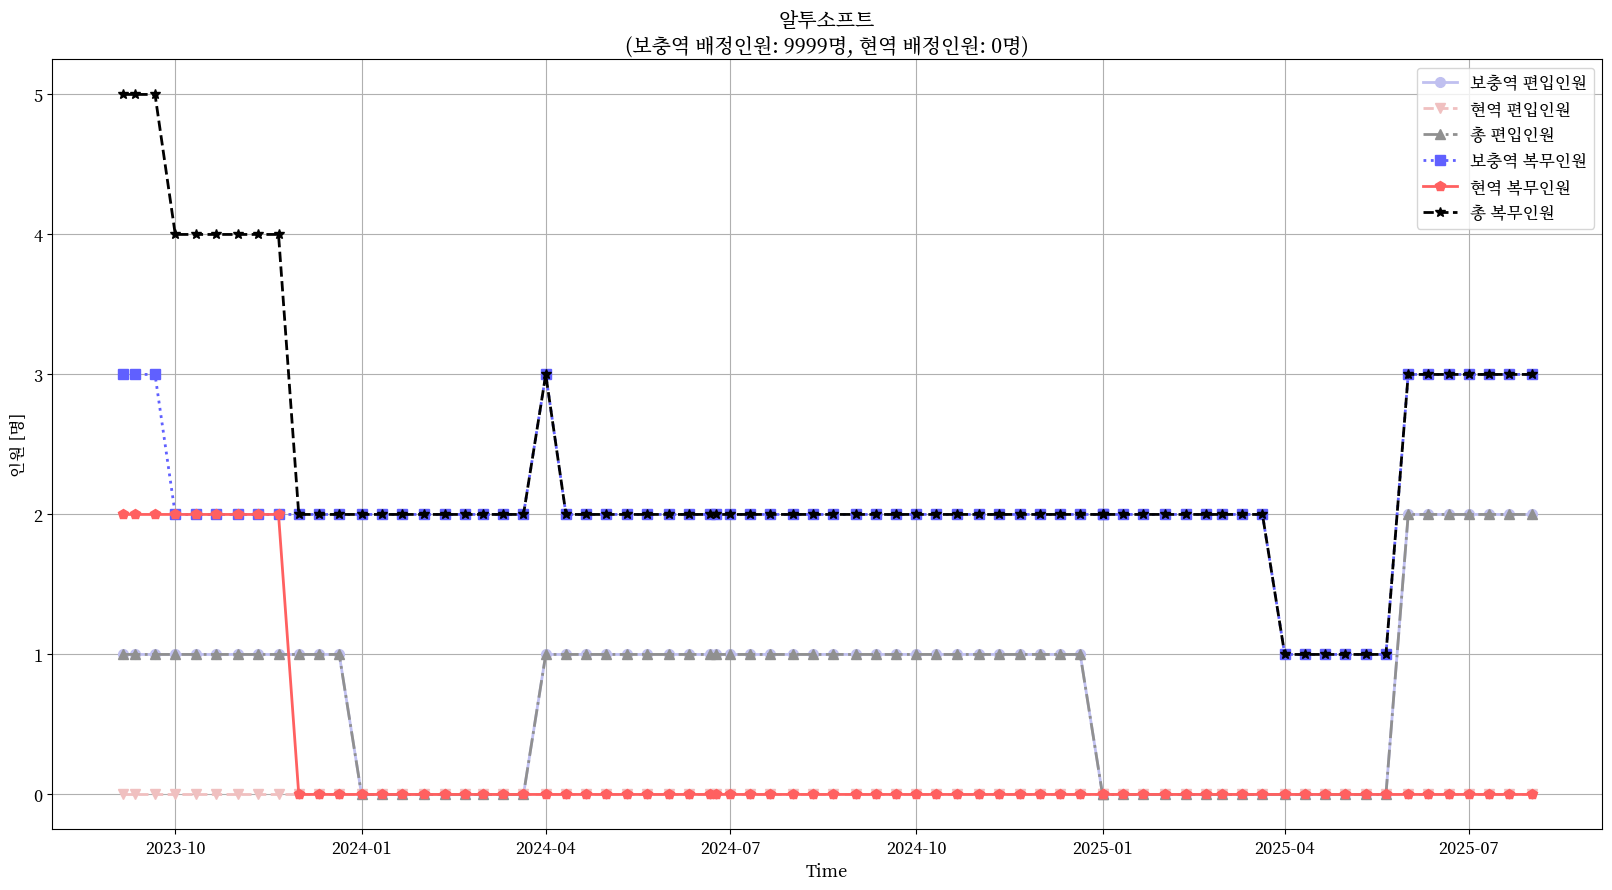 알투소프트
(보충역 배정인원: 9999명, 현역 배정인원: 0명)
보충역 편입인원
현역 편입인원
총 편입인원
보충역 복무인원
현역 복무인원
총 복무인원
인원 [명]
5
4
3
2
1
0
2023-10
2024-01
2024-04
2024-07
2024-10
2025-01
2025-04
2025-07
Time